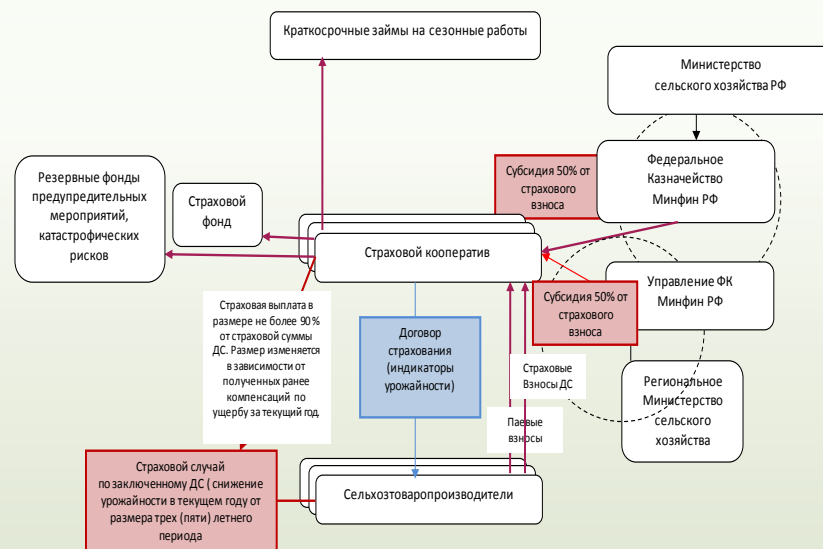 Краткосрочные займы на сезонные работы
Министерство
сельского хозяйства РФ
Резервные фонды
предупредительных
мероприятий,
катастрофических
рисков
Страховой
фонд
Субсидия 50% от
страхового
взноса
Федеральное
Казначейство
Минфин РФ
Страховой кооператив
Управление ФК
Минфин РФ
Субсидия 50% от
страхового
взноса
Страховая выплата в
размере не более 90%
от страховой суммы
ДС. Размер изменяется
в зависимости от
полученных ранее
компенсаций по
ущербу за текущий год.
Договор
страхования
(индикаторы
урожайности)
Страховые
Взносы ДС
Паевые
взносы
Региональное
Министерство
сельского
хозяйства
Страховой случай
по заключенному ДС ( снижение
урожайности в текущем году от
размера трех (пяти) летнего
периода
Сельхозтоваропроизводители